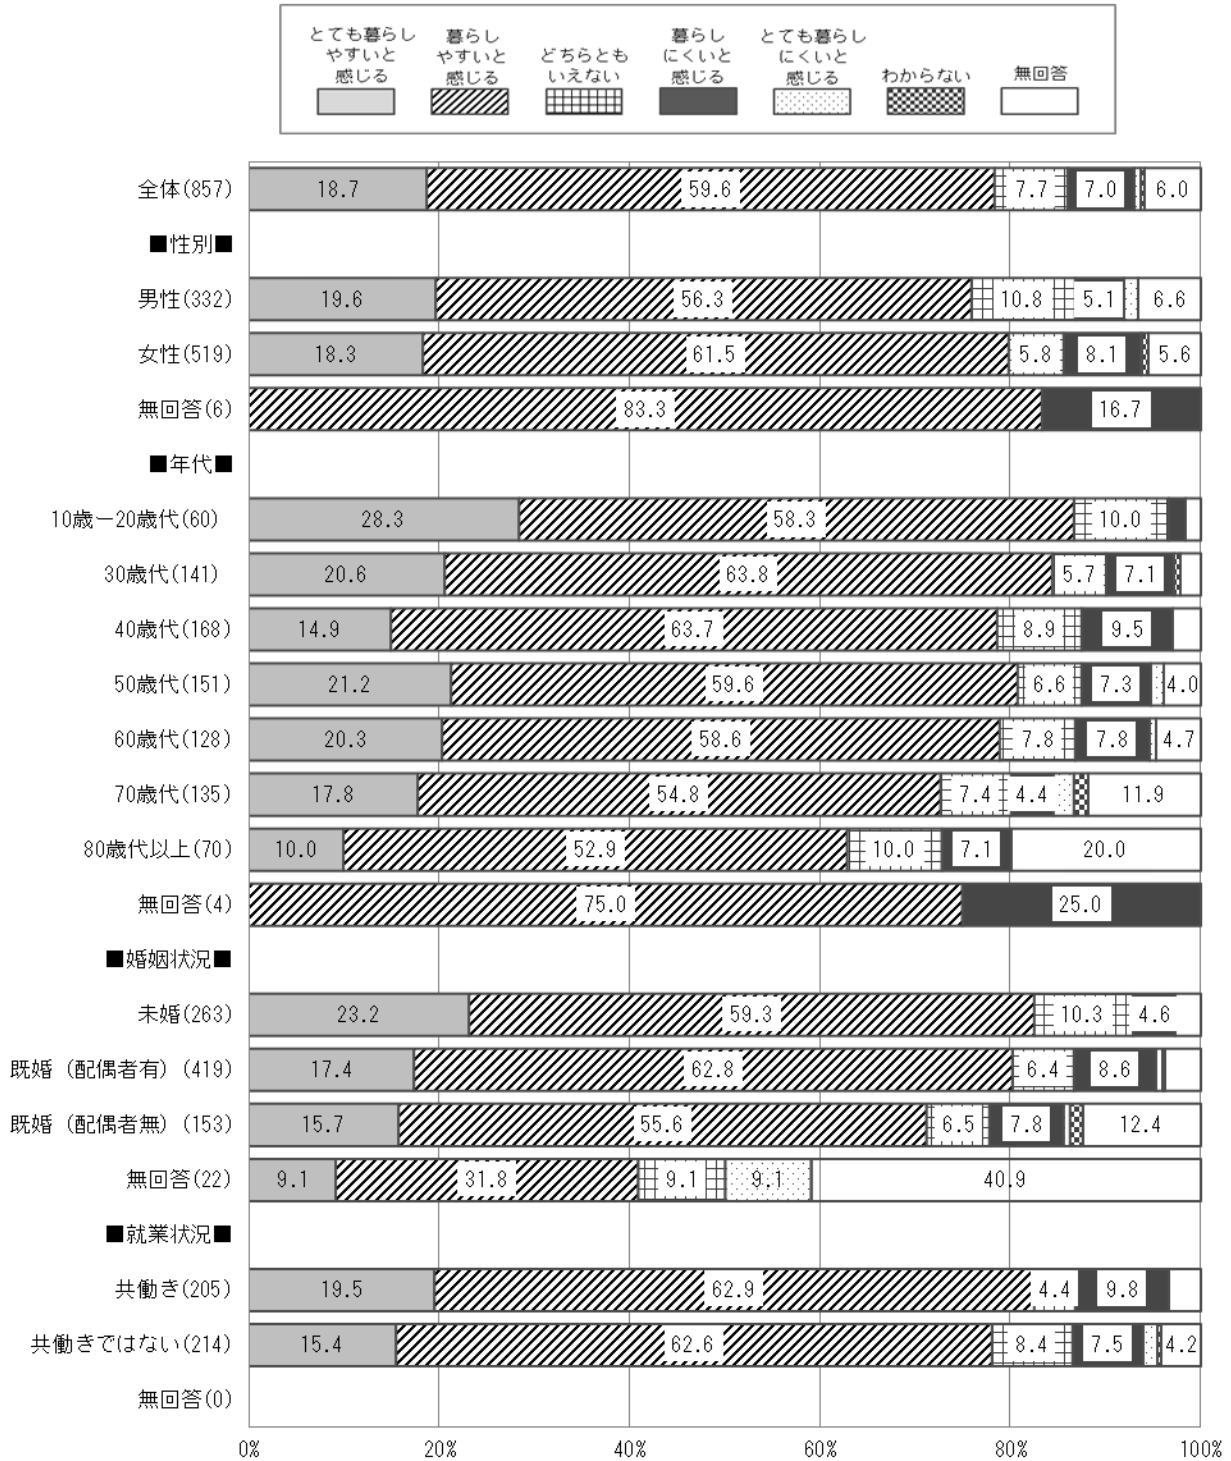 とても暮らし
やすいと
感じる
暮らし
やすいと
感じる
どちらとも
いえない
暮らし
にくいと
感じる
とても暮らし
にくいと
感じる
わからない
無回答
全体(857) 18.7 59.6 7.7 7.0 6.0
■性別■
男性(332) 19.6 56.3 10.8 5.1 6.6
女性(519) 18.3 61.5 5.8 8.1 5.6
無回答(6) 83.3 16.7
■年代■
10歳ー20歳代(60) 28.3 58.3 10.0
30歳代(141) 20.6 63.8 5.7 7.1
40歳代(168) 14.9 63.7 8.9 9.5
50歳代(151) 21.2 59.6 6.6 7.3 4.0
60歳代(128) 20.3 58.6 7.8 7.8 4.7
70歳代(135) 17.8 54.8 7.4 4.4 11.9
80歳代以上(70) 10.0 52.9 10.0 7.1 20.0
無回答(4) 75.0 25.0
■婚姻状況■
未婚(263) 23.2 59.3 10.3 4.6
既婚（配偶者有）(419) 17.4 62.8 6.4 8.6
既婚（配偶者無）(153) 15.7 55.6 6.5 7.8 12.4
無回答(22) 9.1 31.8 9.1 9.1 40.9
■就業状況■
共働き(205) 19.5 62.9 4.4 9.8
共働きではない(214) 15.4 62.6 8.4 7.5 4.2
無回答(0)
0% 20% 40% 60% 80% 100%